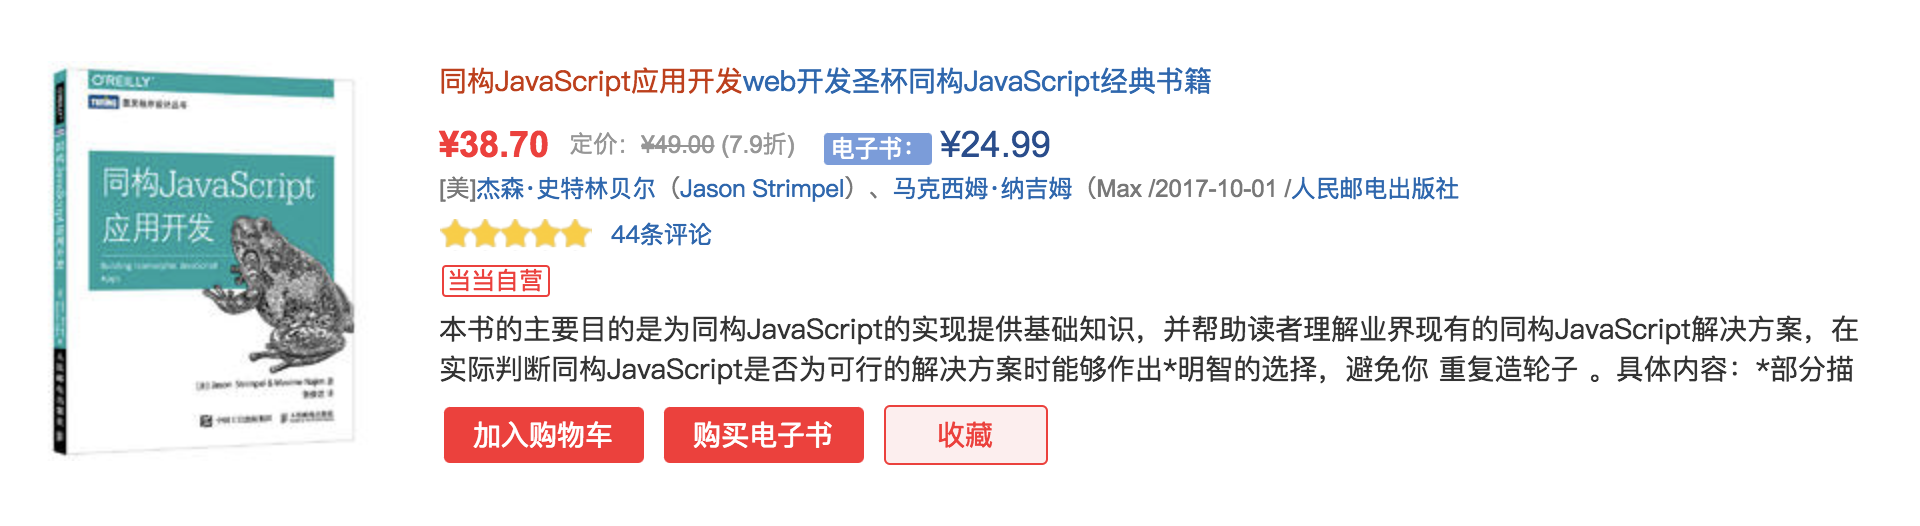 O'REILLY
图灵程序设计丛书
同构JavaScript
应用开发
Building Isomorphic JavaScript
Apps
同构JavaScript应用开发web开发圣杯同构JavaScript经典书籍
¥38.70 定价：¥49.00 (7.9折) 电子书： ¥24.99
[美]杰森·史特林贝尔（Jason Strimpel）、马克西姆·纳吉姆（Max /2017-10-01 /人民邮电出版社
44条评论
当当自营
本书的主要目的是为同构JavaScript的实现提供基础知识，并帮助读者理解业界现有的同构JavaScript解决方案，在
实际判断同构JavaScript是否为可行的解决方案时能够作出*明智的选择，避免你 重复造轮子 。具体内容：*部分描
加入购物车 购买电子书 收藏